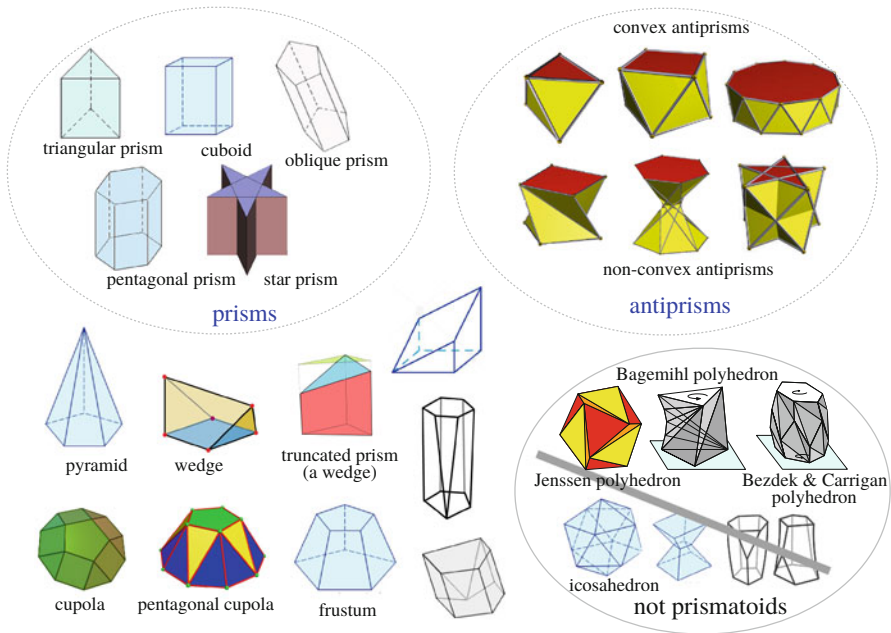 triangular prism
cuboid
oblique prism
pentagonal prism
star prism
prisms
convex antiprisms
non-convex antiprisms
antiprisms
pyramid
wedge
truncated prism
(a wedge)
cupola
pentagonal cupola
frustum
Bagemihl polyhedron
Jenssen polyhedron
Bezdek & Carrigan
polyhedron
icosahedron
not prismatoids